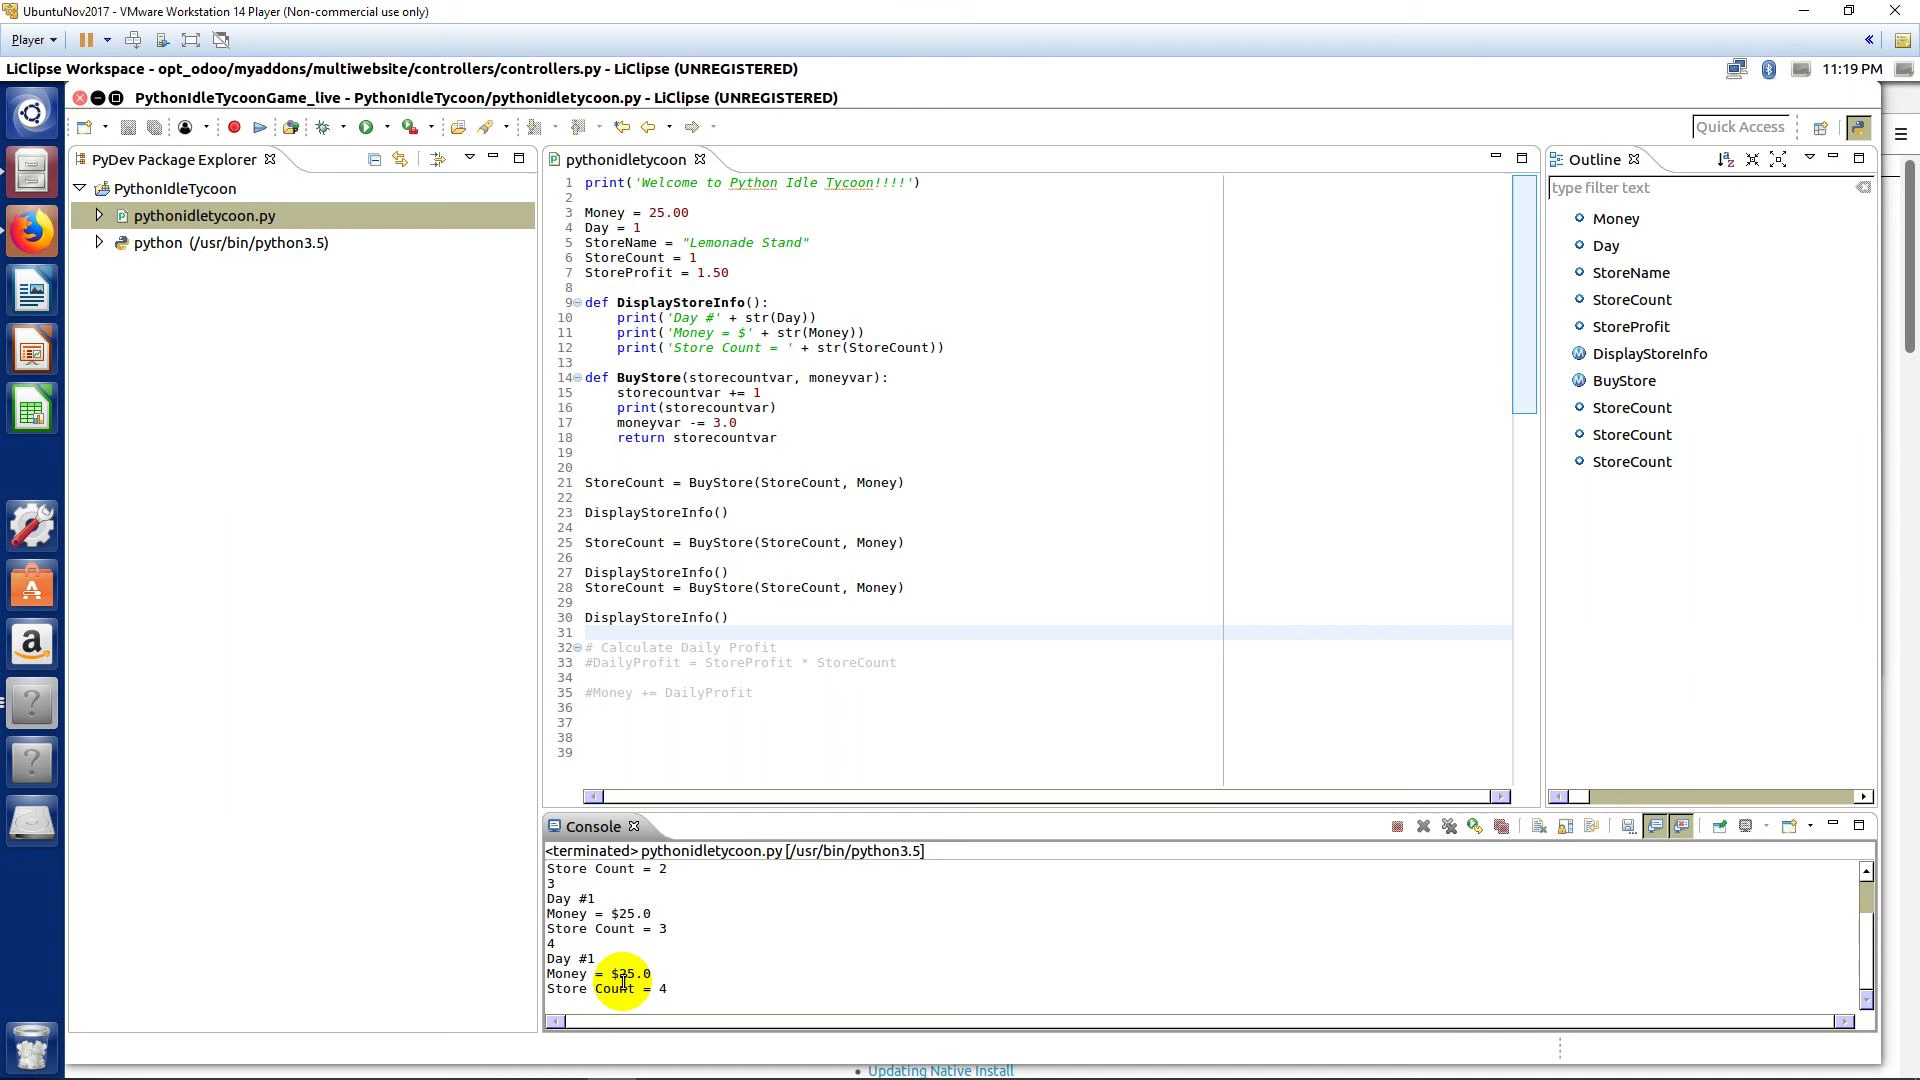 UbuntuNov2017 - VMware Workstation 14 Player (Non-commercial use only)
Player
LiClipse Workspace - opt_odoo/myaddons/multiwebsite/controllers/controllers.py - LiClipse (UNREGISTERED)
11:19 PM
PythonIdleTycoonGame_live - PythonIdleTycoon/pythonidletycoon.py - LiClipse (UNREGISTERED)
Quick Access
PyDev Package Explorer
PythonIdleTycoon
pythonidletycoon.py
python (/usr/bin/python3.5)
pythonidletycoon
1 print('Welcome to Python Idle Tycoon!!!!')
2
3 Money = 25.00
4 Day = 1
5 StoreName = "Lemonade Stand"
6 StoreCount = 1
7 StoreProfit = 1.50
8
9 def DisplayStoreInfo():
10 print('Day #' + str(Day))
11 print('Money = $' + str(Money))
12 print('Store Count = ' + str(StoreCount))
13
14 def BuyStore(storecountvar, moneyvar):
15 storecountvar += 1
16 print(storecountvar)
17 moneyvar -= 3.0
18 return storecountvar
19
20
21 StoreCount = BuyStore(StoreCount, Money)
22
23 DisplayStoreInfo()
24
25 StoreCount = BuyStore(StoreCount, Money)
26
27 DisplayStoreInfo()
28 StoreCount = BuyStore(StoreCount, Money)
29
30 DisplayStoreInfo()
31
32 # Calculate Daily Profit
33 #DailyProfit = StoreProfit * StoreCount
34
35 #Money += DailyProfit
36
37
38
39
Outline
type filter text
Money
Day
StoreName
StoreCount
StoreProfit
DisplayStoreInfo
BuyStore
StoreCount
StoreCount
StoreCount
Console
<terminated> pythonidletycoon.py [/usr/bin/python3.5]
Store Count = 2
3
Day #1
Money = $25.0
Store Count = 3
4
Day #1
Money = $25.0
Store Count = 4
Updating Native Install